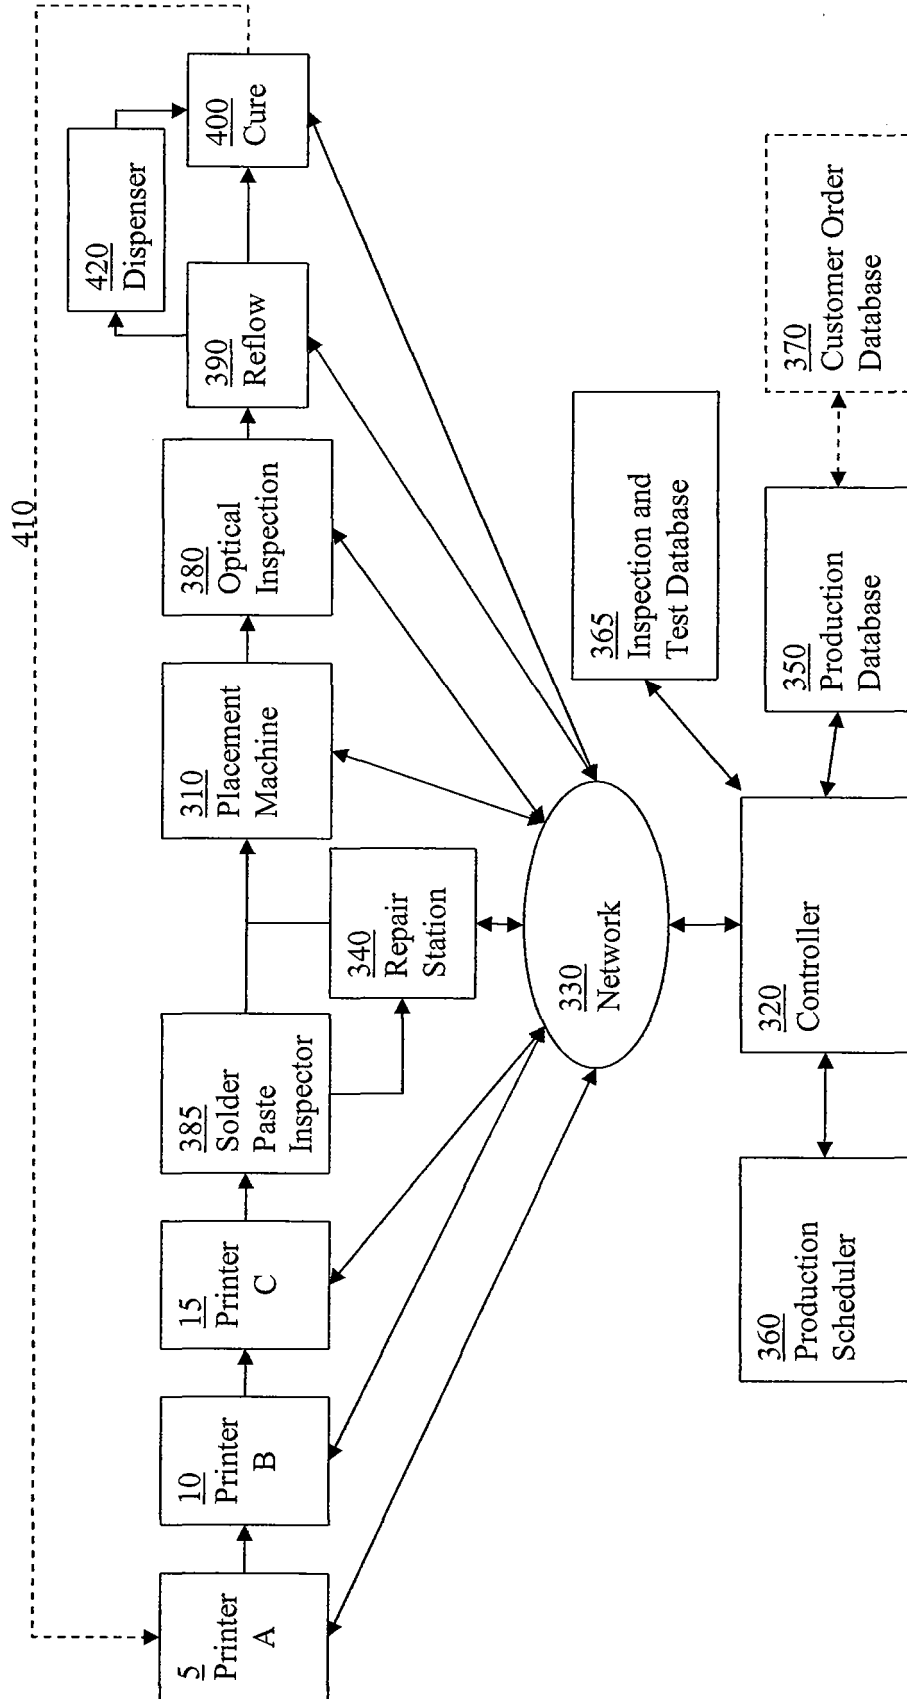 410
5
Printer
A
10
Printer
B
15
Printer
C
385
Solder
Paste
Inspector
340
Repair
Station
310
Placement
Machine
380
Optical
Inspection
390
Reflow
420
Dispenser
400
Cure
330
Network
365
Inspection and
Test Database
360
Production
Scheduler
320
Controller
350
Production
Database
370
Customer Order
Database